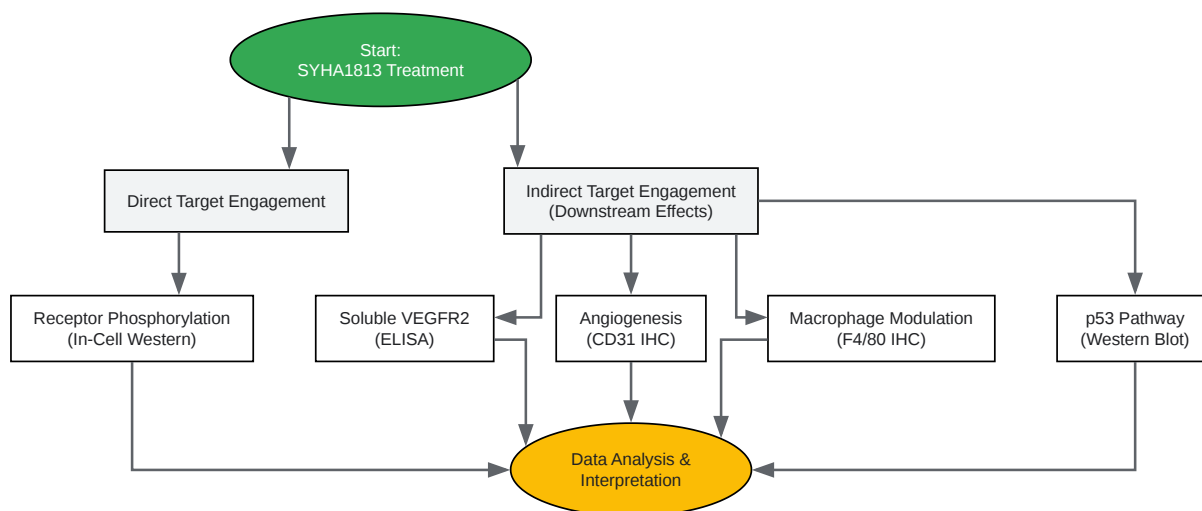 Start:
SYHA1813 Treatment
Direct Target Engagement
Indirect Target Engagement
(Downstream Effects)
Receptor Phosphorylation
(In-Cell Western)
Soluble VEGFR2
(ELISA)
Angiogenesis
(CD31 IHC)
Macrophage Modulation
(F4/80 IHC)
p53 Pathway
(Western Blot)
Data Analysis &
Interpretation